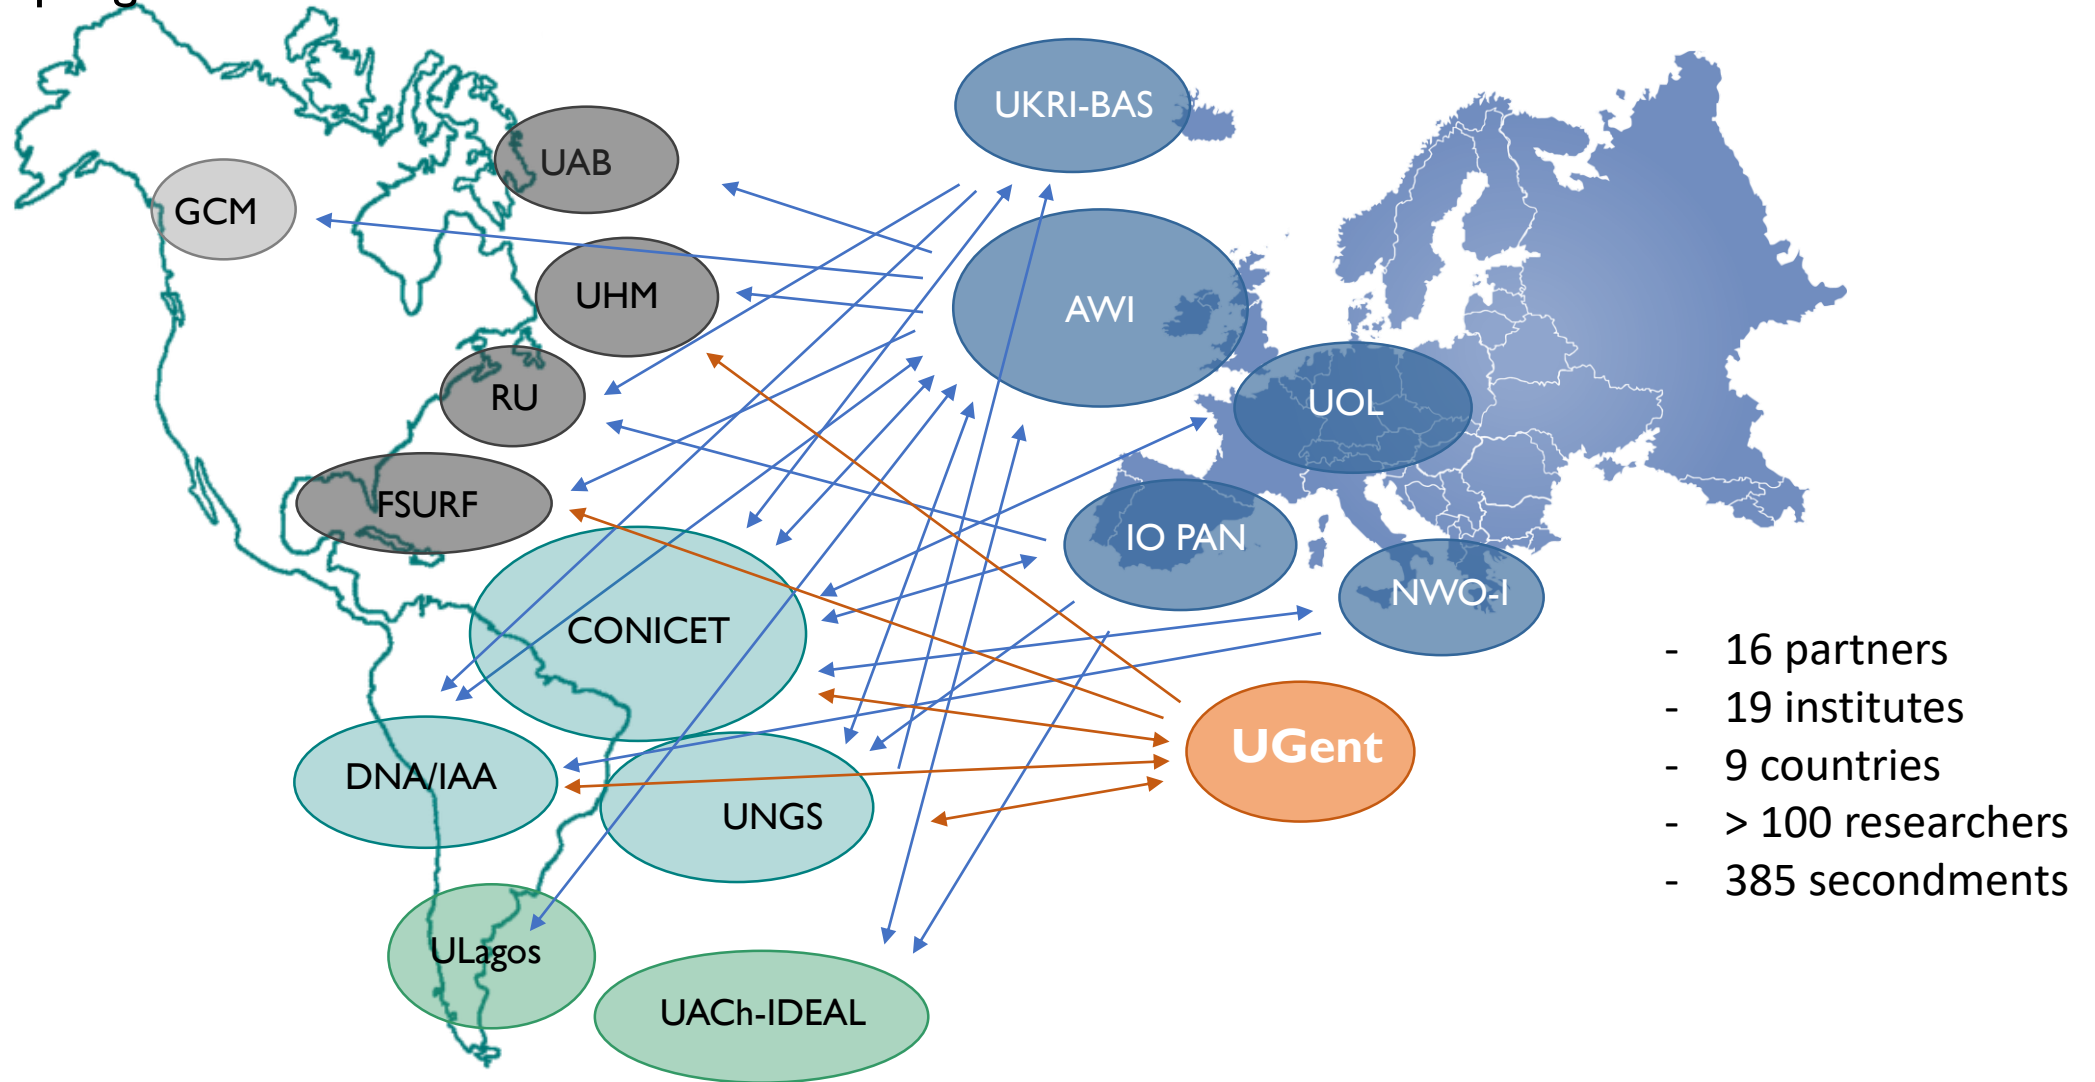 UKRI-BAS
UAB
GCM
UHM
AWI
RU
UOL
FSURF
IO PAN
NWO-I
CONICET
- 16 partners
- 19 institutes
- 9 countries
- > 100 researchers
- 385 secondments
UGent
DNA/IAA
UNGS
ULagos
UACh-IDEAL